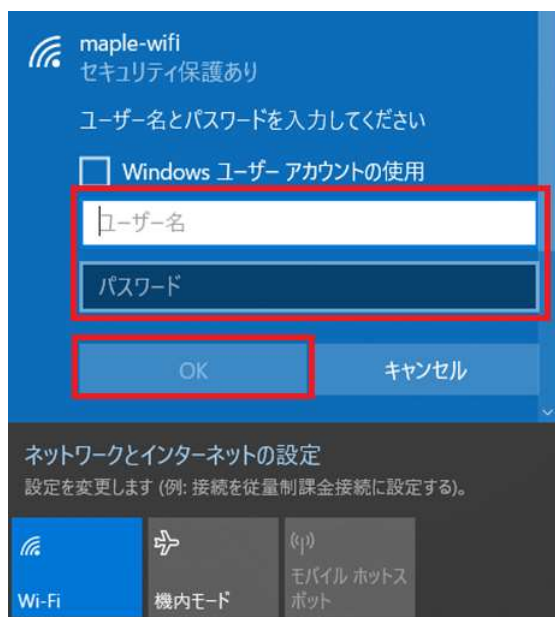 maple-wifi
セキュリティ保護あり
ユーザー名とパスワードを入力してください
Windows ユーザー アカウントの使用
ユーザー名
パスワード
OK
キャンセル
ネットワークとインターネットの設定
設定を変更します (例: 接続を従量制課金接続に設定する)。
Wi-Fi
機内モード
モバイル ホットス
ポット